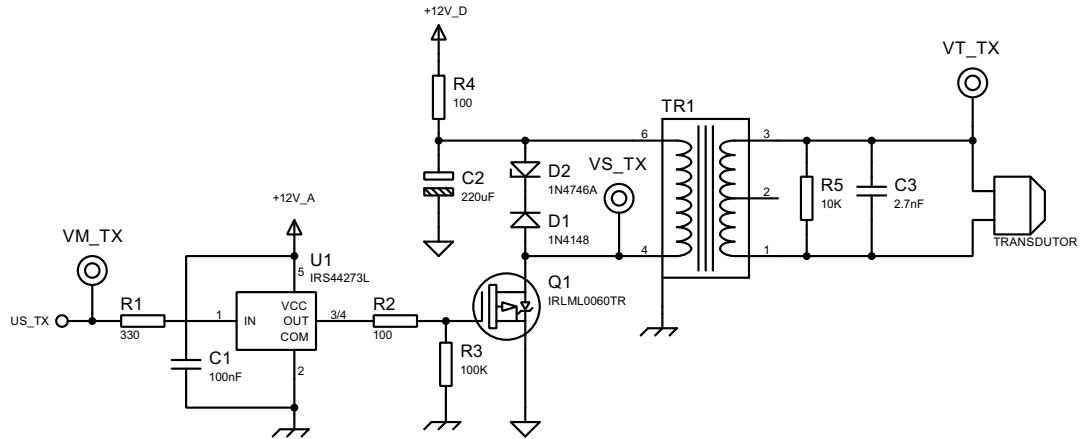 +12V_D
R4
100
TR1
VT_TX
6
3
VS_TX
C2
220uF
D2
1N4746A
2
R5
10K
C3
2.7nF
D1
1N4148
+12V_A
4
1
TRANSDUTOR
VM_TX
U1
IRS44273L
5
Q1
IRLML0060TR
US_TX
R1
330
1
IN
VCC
OUT
COM
3/4
R2
100
2
R3
100K
C1
100nF